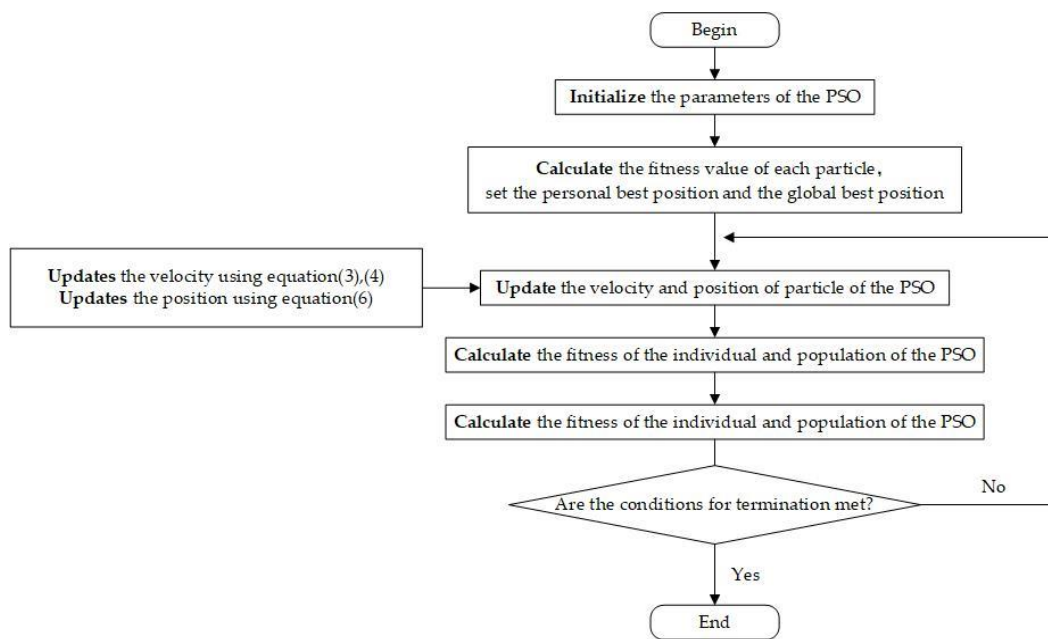 Begin
Initialize the parameters of the PSO
Calculate the fitness value of each particle,
set the personal best position and the global best position
Updates the velocity using equation(3),(4)
Updates the position using equation(6)
Update the velocity and position of particle of the PSO
Calculate the fitness of the individual and population of the PSO
Calculate the fitness of the individual and population of the PSO
Are the conditions for termination met?
No
Yes
End